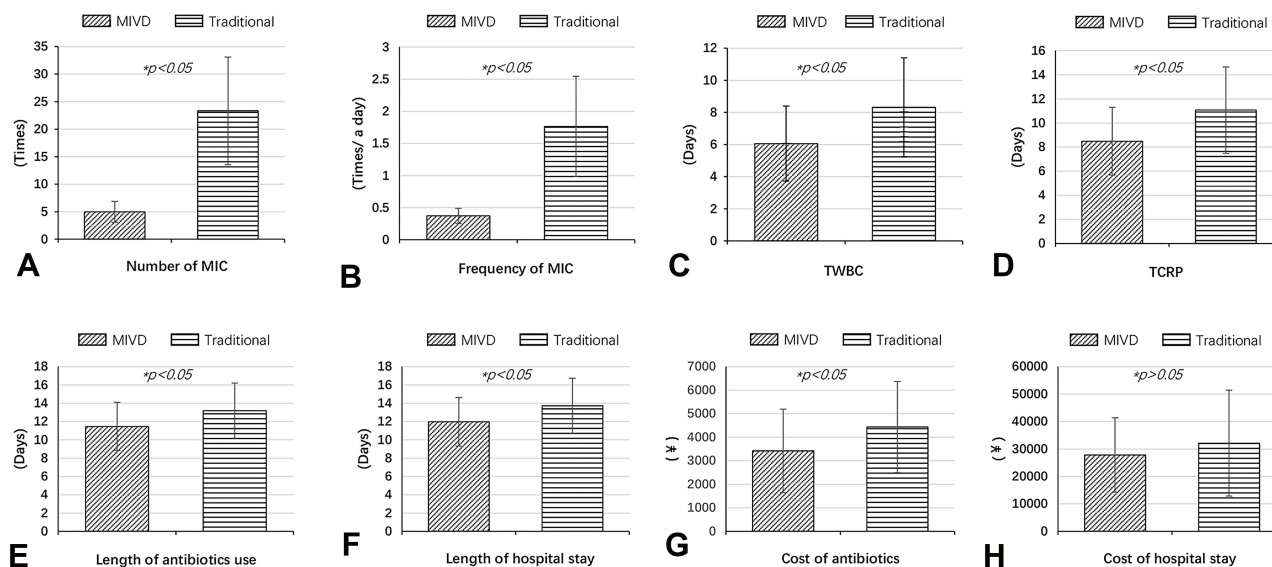 MIVD Traditional
35
30
25
20
15
10
5
0
(Times)
*p<0.05
Number of MIC
A
MIVD Traditional
3
2.5
2
1.5
1
0.5
0
(Times/ a day)
*p<0.05
Frequency of MIC
B
MIVD Traditional
12
10
8
6
4
2
0
(Days)
*p<0.05
TWBC
C
MIVD Traditional
16
14
12
10
8
6
4
2
0
(Days)
*p<0.05
TCRP
D
MIVD Traditional
18
16
14
12
10
8
6
4
2
0
(Days)
*p<0.05
Length of antibiotics use
E
MIVD Traditional
18
16
14
12
10
8
6
4
2
0
(Days)
*p<0.05
Length of hospital stay
F
MIVD Traditional
7000
6000
5000
4000
3000
2000
1000
0
(¥)
*p<0.05
Cost of antibiotics
G
MIVD Traditional
60000
50000
40000
30000
20000
10000
0
(¥)
*p>0.05
Cost of hospital stay
H